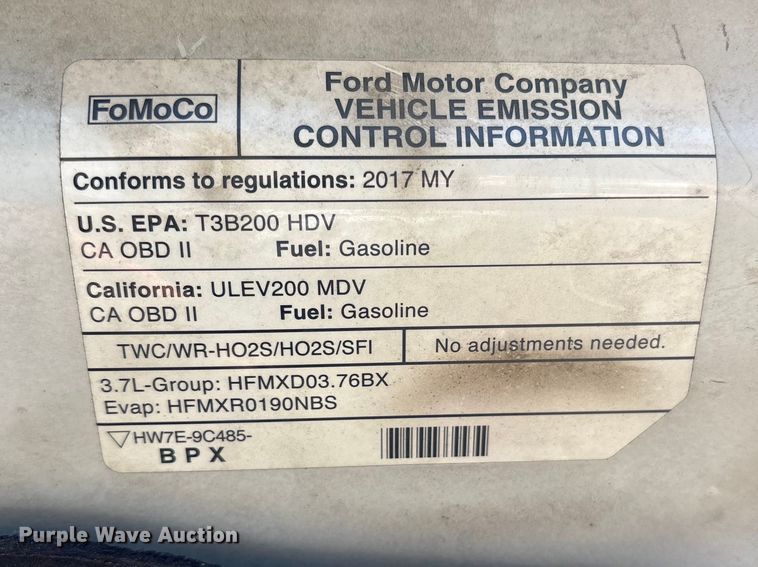 FoMoCo
Ford Motor Company
VEHICLE EMISSION
CONTROL INFORMATION
Conforms to regulations: 2017 MY
U.S. EPA: T3B200 HDV
CA OBD II Fuel: Gasoline
California: ULEV200 MDV
CA OBD II Fuel: Gasoline
TWC/WR-HO2S/HO2S/SFI No adjustments needed.
3.7L-Group: HFMXD03.76BX
Evap: HFMXR0190NBS
HW7E-9C485-
B P X
Purple Wave Auction